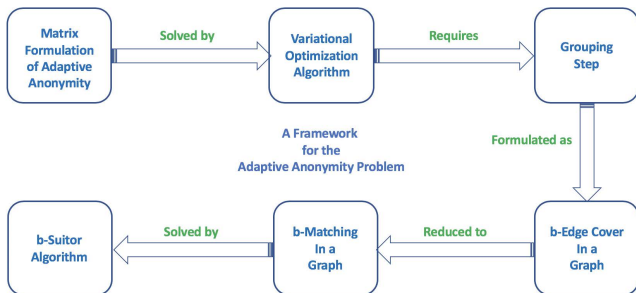 Matrix
Formulation
of Adaptive
Anonymity
Solved by
Variational
Optimization
Algorithm
Requires
Grouping
Step
A Framework
for the
Adaptive Anonymity Problem
Formulated as
b-Suitor
Algorithm
Solved by
b-Matching
In a
Graph
Reduced to
b-Edge Cover
In a
Graph